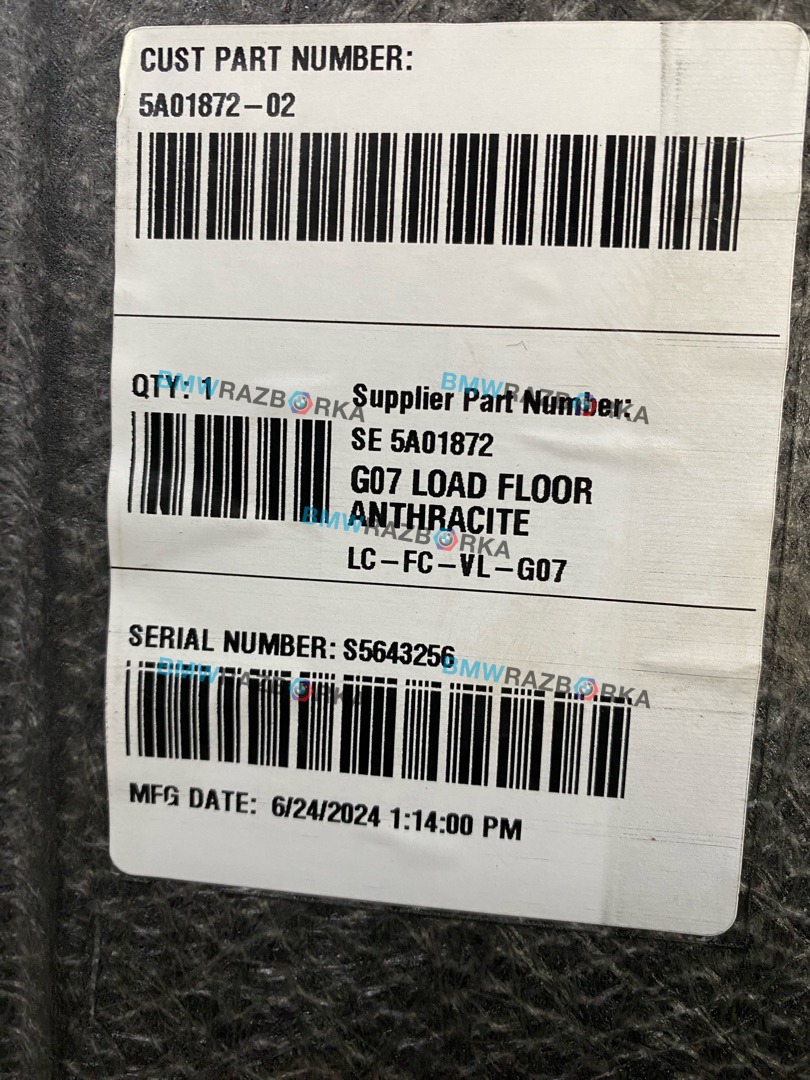 CUST PART NUMBER:
5A01872-02
QTY: 1
Supplier Part Number:
SE 5A01872
G07 LOAD FLOOR
ANTHRACITE
LC-FC-VL-G07
SERIAL NUMBER: S5643256
MFG DATE: 6/24/2024 1:14:00 PM
BMWRAZBORKA
BMWRAZBORKA
BMWRAZBORKA
BMWRAZBORKA
BMWRAZBORKA